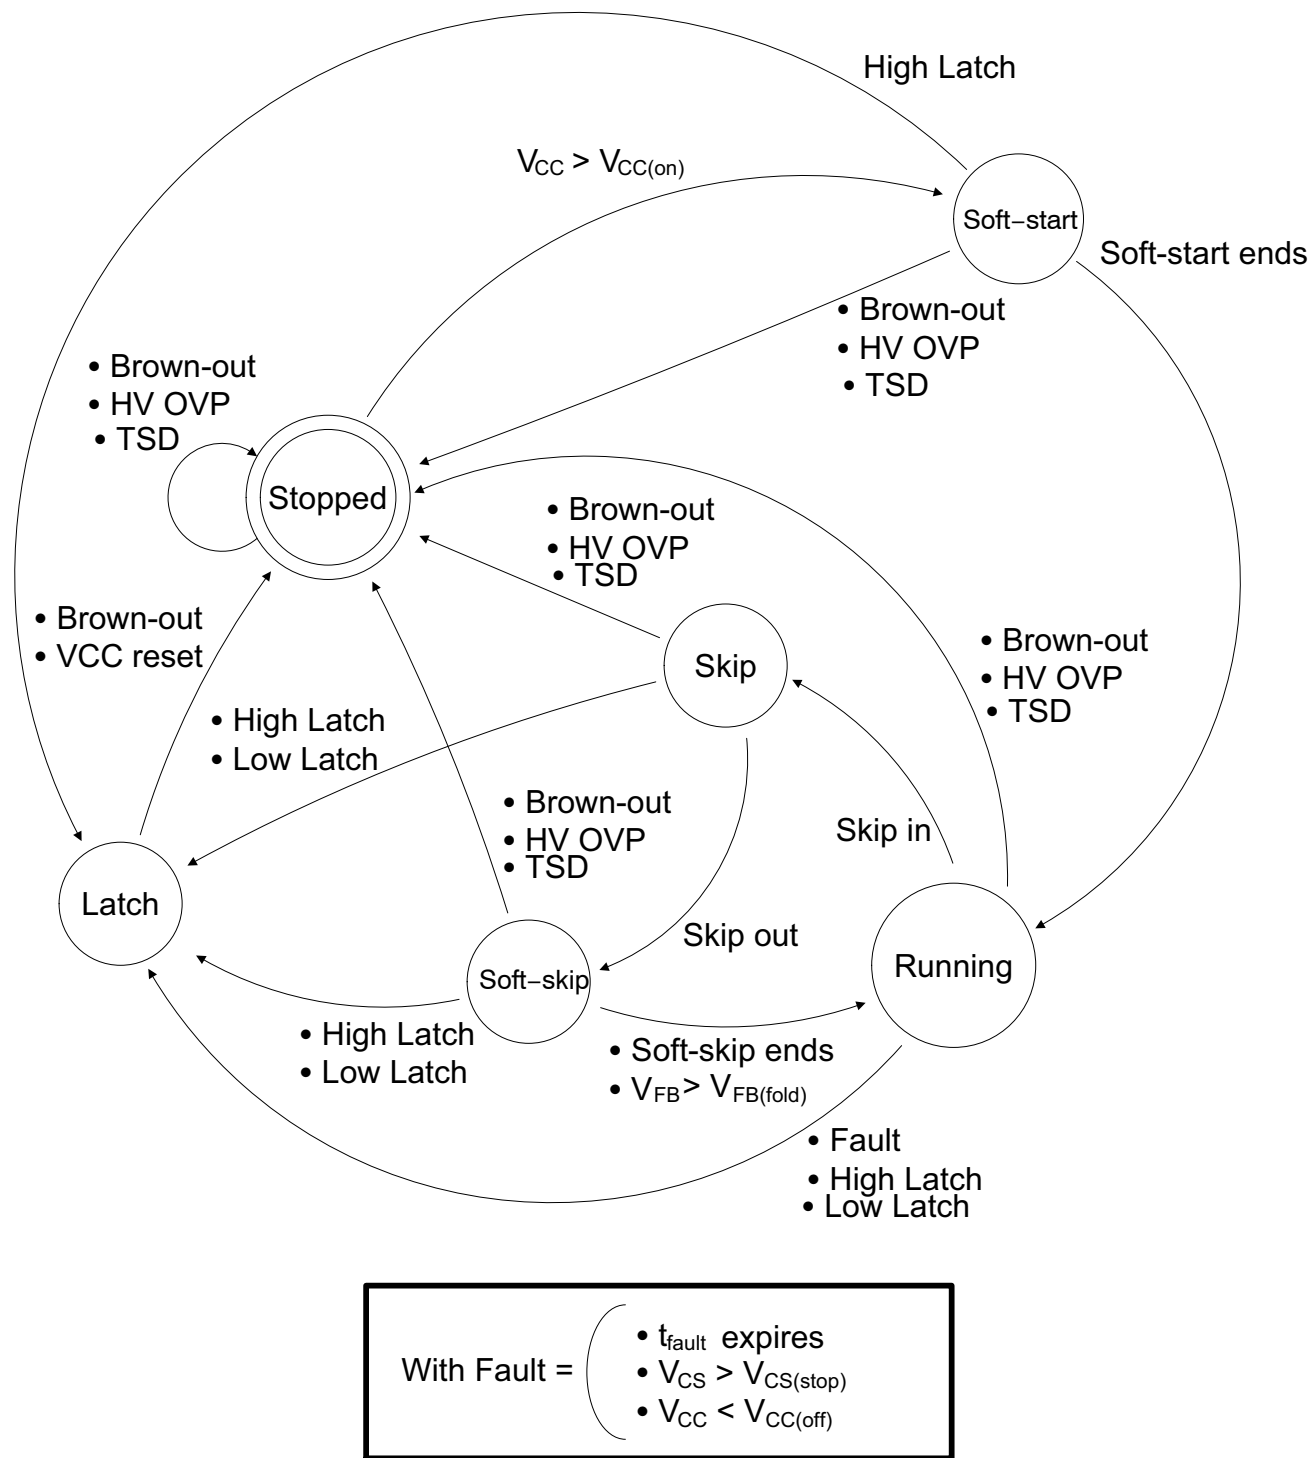 High Latch
VCC > VCC(on)
Soft−start
Soft-start ends
• Brown-out
• HV OVP
• TSD
• Brown-out
• HV OVP
• TSD
Stopped
• Brown-out
• HV OVP
• TSD
• Brown-out
• VCC reset
• Brown-out
• HV OVP
• TSD
Skip
• High Latch
• Low Latch
• Brown-out
• HV OVP
• TSD
Skip in
Latch
Skip out
Running
Soft−skip
• High Latch
• Low Latch
• Soft-skip ends
• VFB > VFB(fold)
• Fault
• High Latch
• Low Latch
With Fault =
• tfault expires
• VCS > VCS(stop)
• VCC < VCC(off)